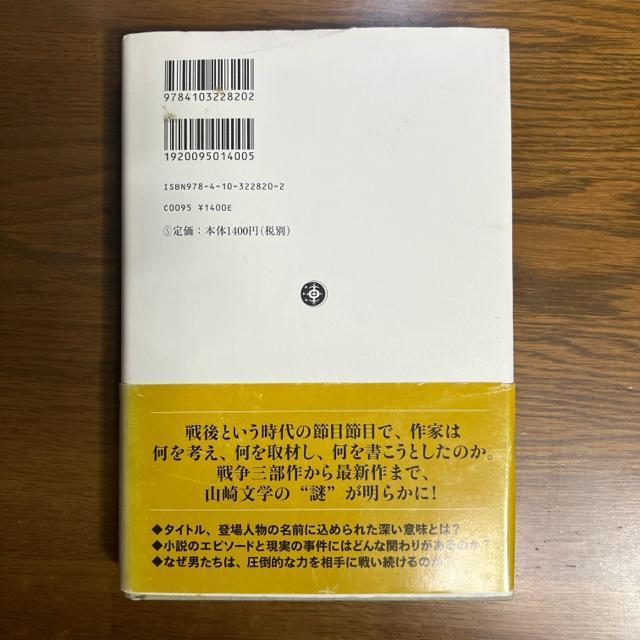 9784103228202
1920095014005
ISBN978-4-10-322820-2
C0095 ¥1400E
Ⓢ定価：本体1400円(税別)
戦後という時代の節目節目で、作家は
何を考え、何を取材し、何を書こうとしたのか。
戦争三部作から最新作まで、
山崎文学の“謎”が明らかに！
◆タイトル、登場人物の名前に込められた深い意味とは？
◆小説のエピソードと現実の事件にはどんな関わりがあるのか？
◆なぜ男たちは、圧倒的な力を相手に戦い続けるのか？